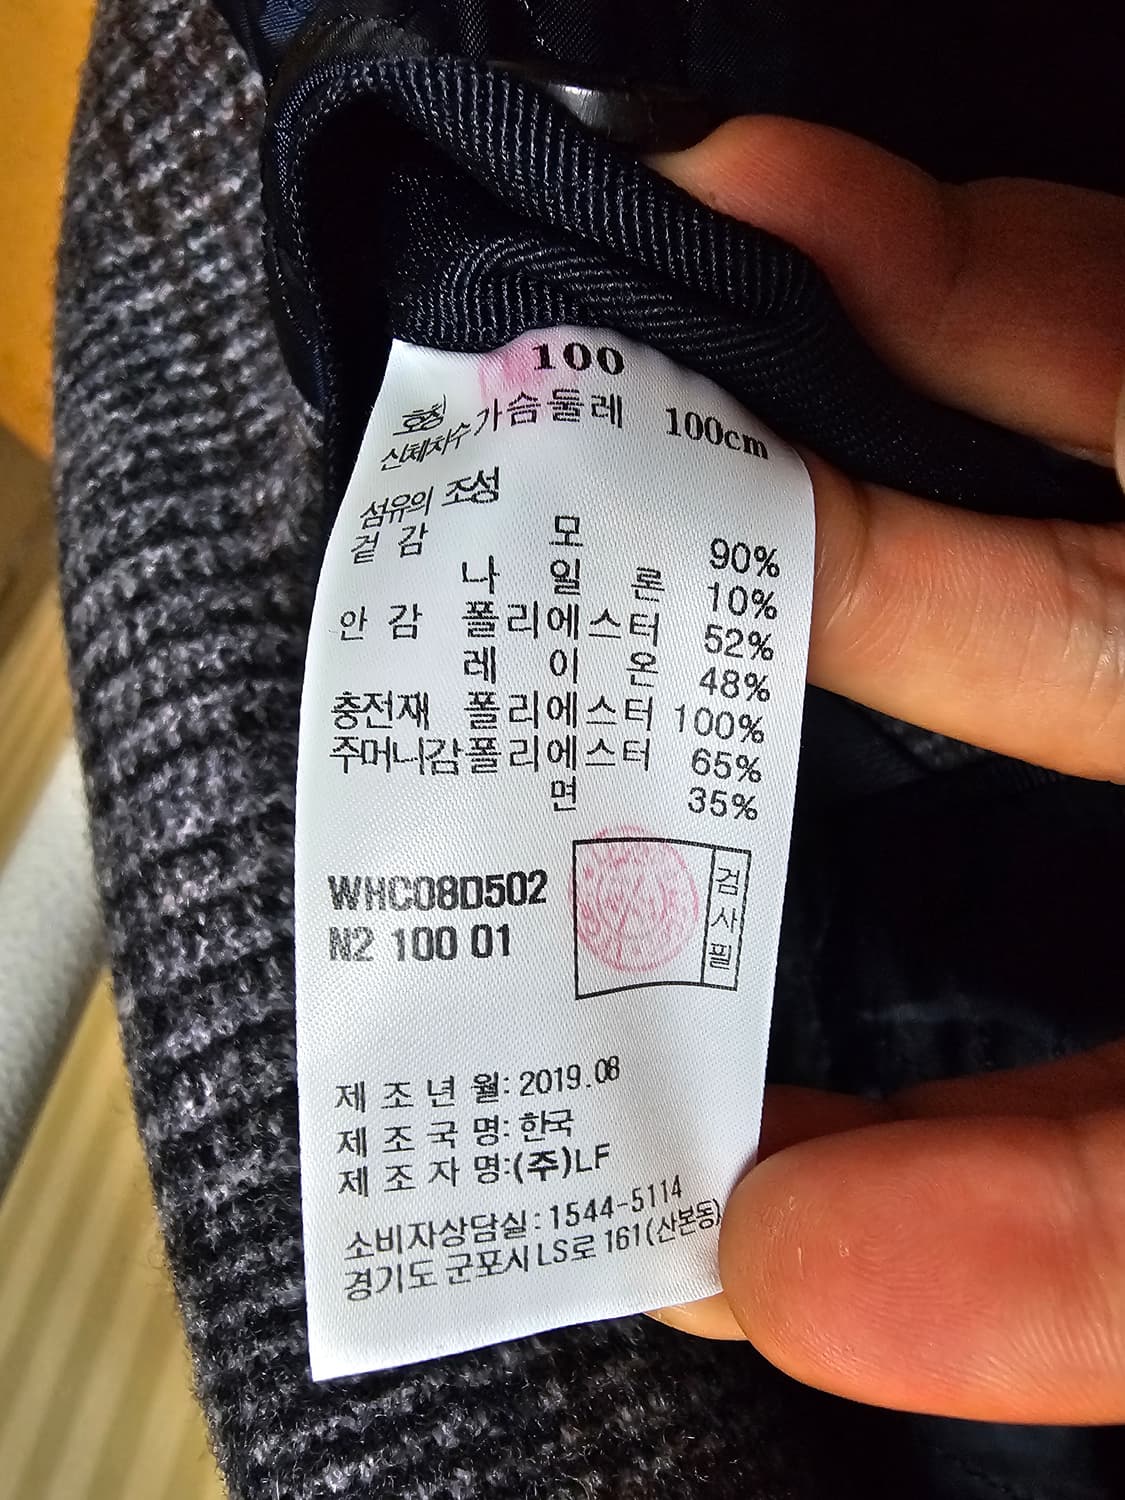 100
호칭
신체치수 가슴둘레 100cm
섬유의 조성
겉감 모 90%
나일론 10%
안감 폴리에스터 52%
레이온 48%
충전재 폴리에스터 100%
주머니감 폴리에스터 65%
면 35%
WHC08D502
N2 100 01
검사필
제조년월: 2019.08
제조국명: 한국
제조자명:(주)LF
소비자상담실: 1544-5114
경기도 군포시 LS로 161(산본동)